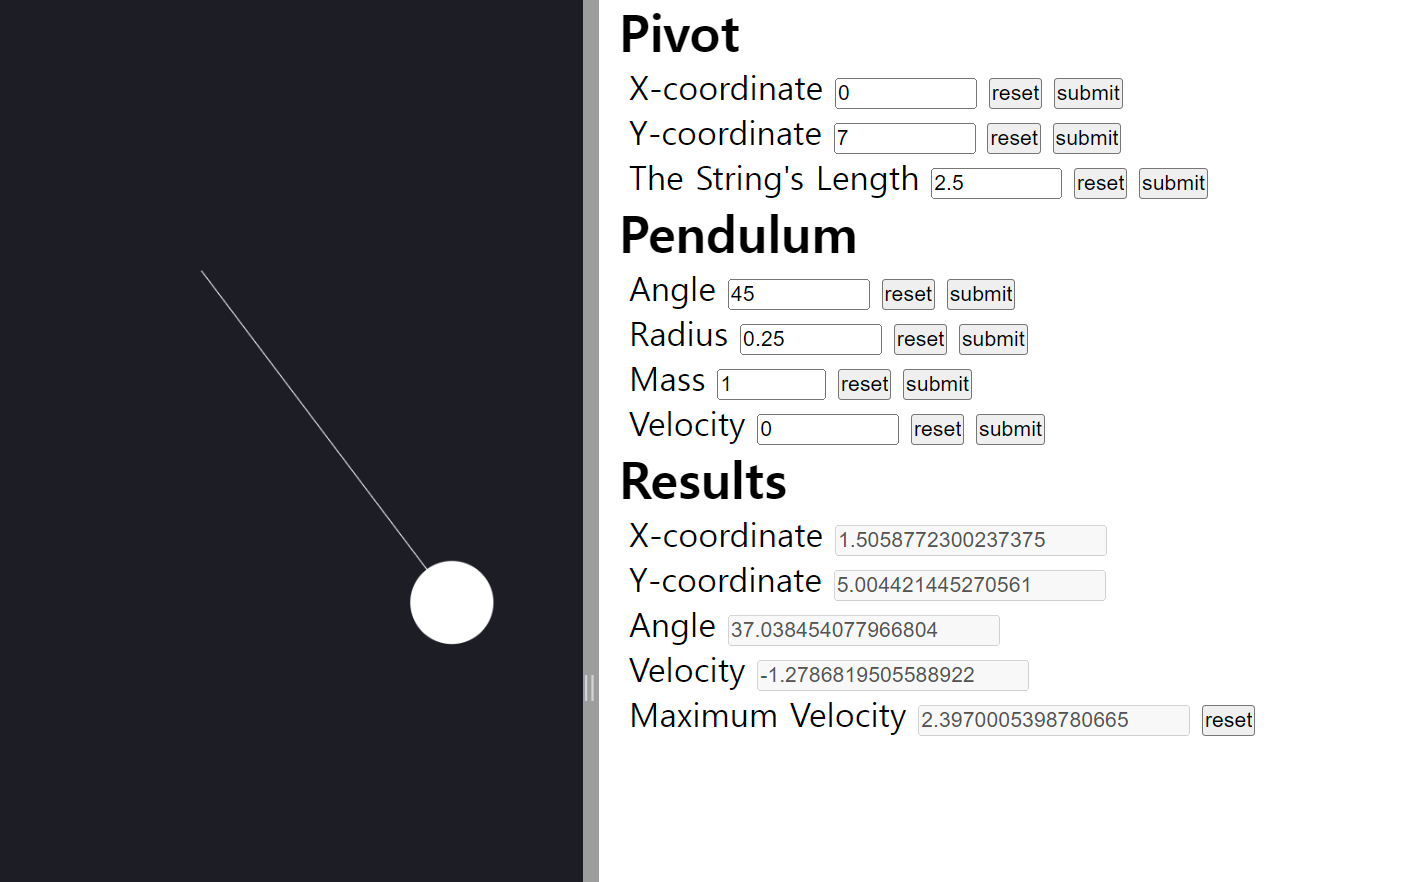 Pivot
X-coordinate 0 reset submit
Y-coordinate 7 reset submit
The String's Length 2.5 reset submit
Pendulum
Angle 45 reset submit
Radius 0.25 reset submit
Mass 1 reset submit
Velocity 0 reset submit
Results
X-coordinate 1.5058772300237375
Y-coordinate 5.004421445270561
Angle 37.038454077966804
Velocity -1.2786819505588922
Maximum Velocity 2.3970005398780665 reset